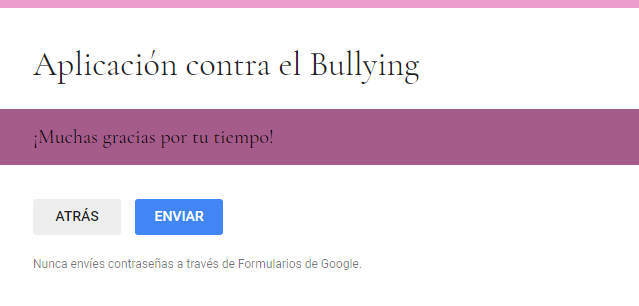 Aplicación contra el Bullying
¡Muchas gracias por tu tiempo!
ATRÁS ENVIAR
Nunca envíes contraseñas a través de Formularios de Google.